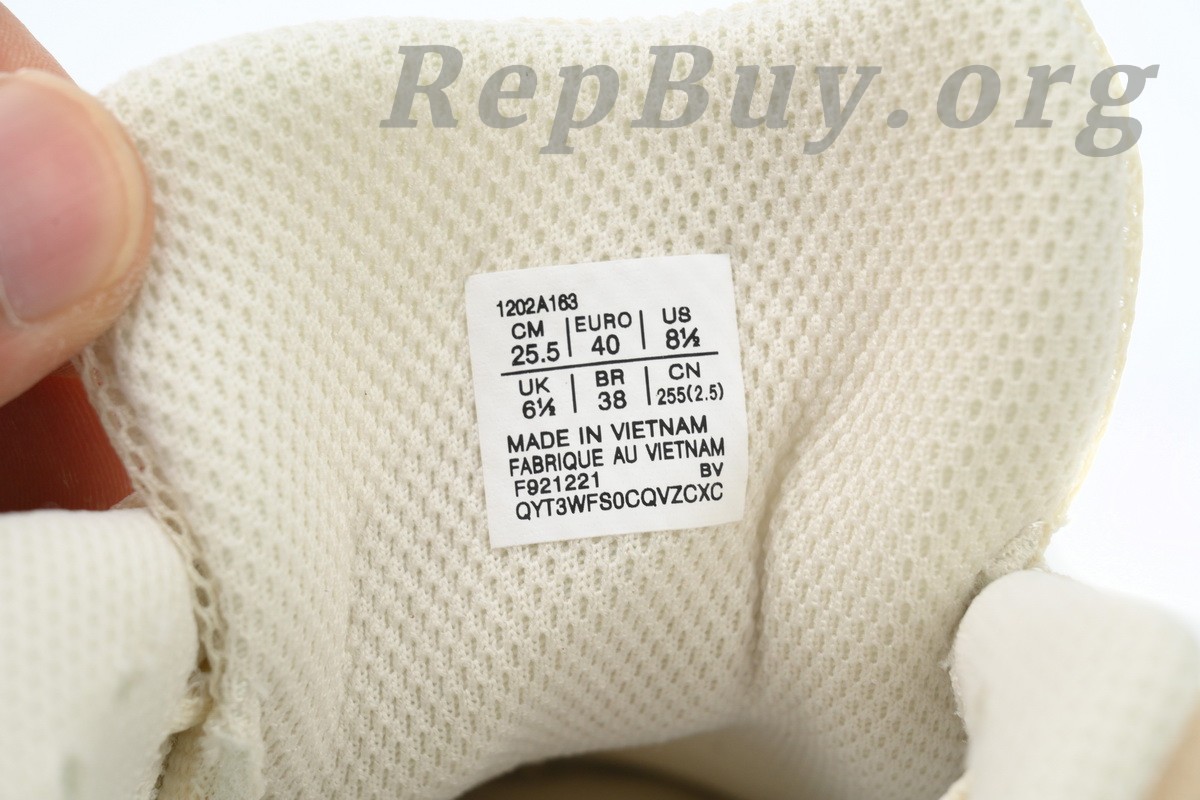 RepBuy.org
1202A163
CM | EURO | US
25.5 | 40 | 8½
UK | BR | CN
6½ | 38 | 255(2.5)
MADE IN VIETNAM
FABRIQUE AU VIETNAM
F921221 BV
QYT3WFS0CQVZCXC